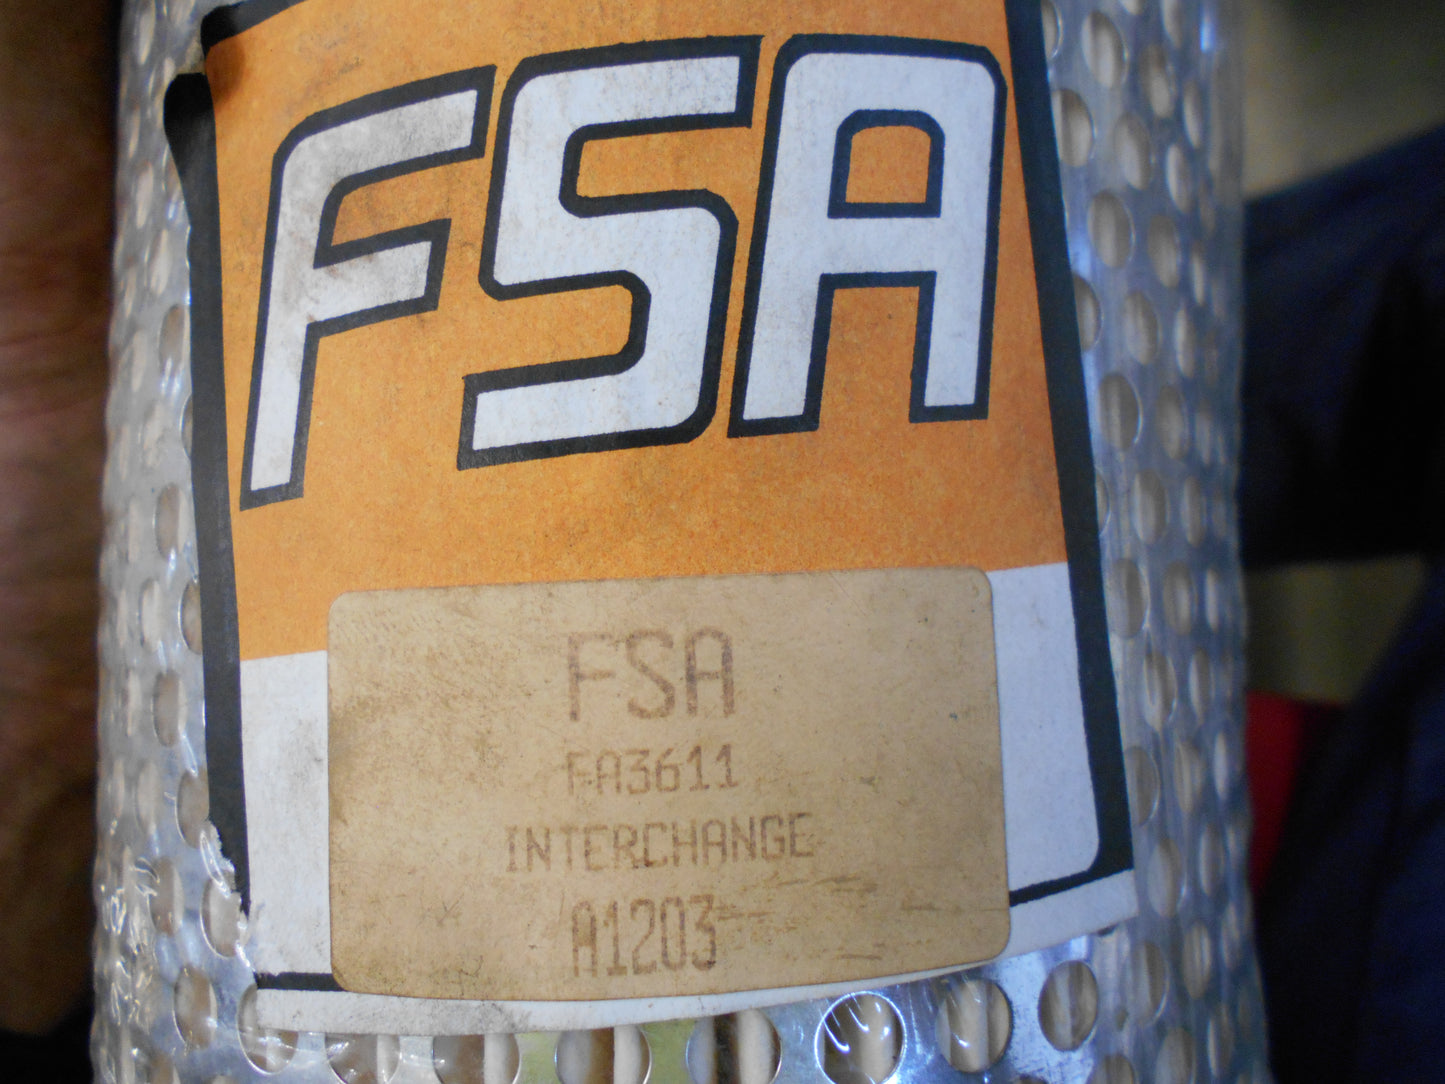 FSA
FSA
FA3611
INTERCHANGE
A1203